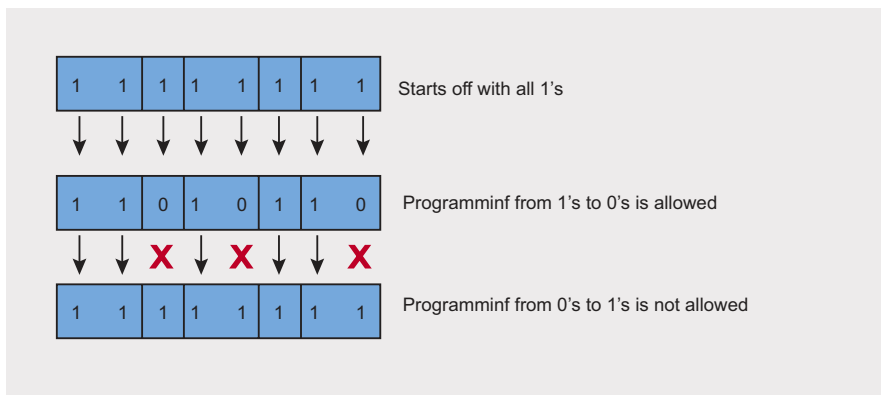 1 1 1 1 1 1 1 1 Starts off with all 1's
1 1 0 1 0 1 1 0 Programminf from 1's to 0's is allowed
X X X
1 1 1 1 1 1 1 1 Programminf from 0's to 1's is not allowed